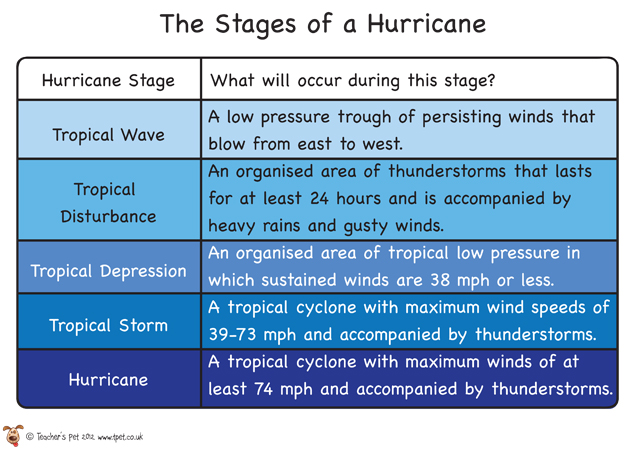 The Stages of a Hurricane
Hurricane Stage
What will occur during this stage?
Tropical Wave
A low pressure trough of persisting winds that
blow from east to west.
Tropical
Disturbance
An organised area of thunderstorms that lasts
for at least 24 hours and is accompanied by
heavy rains and gusty winds.
Tropical Depression
An organised area of tropical low pressure in
which sustained winds are 38 mph or less.
Tropical Storm
A tropical cyclone with maximum wind speeds of
39-73 mph and accompanied by thunderstorms.
Hurricane
A tropical cyclone with maximum winds of at
least 74 mph and accompanied by thunderstorms.
© Teacher's Pet 2012 www.tpet.co.uk